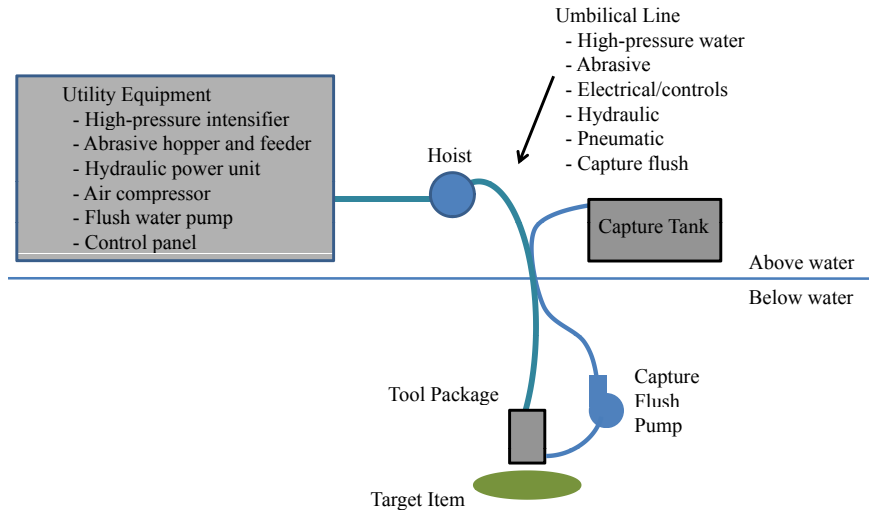 Umbilical Line
- High-pressure water
- Abrasive
- Electrical/controls
- Hydraulic
- Pneumatic
- Capture flush
Utility Equipment
- High-pressure intensifier
- Abrasive hopper and feeder
- Hydraulic power unit
- Air compressor
- Flush water pump
- Control panel
Hoist
Capture Tank
Above water
Below water
Tool Package
Capture
Flush
Pump
Target Item